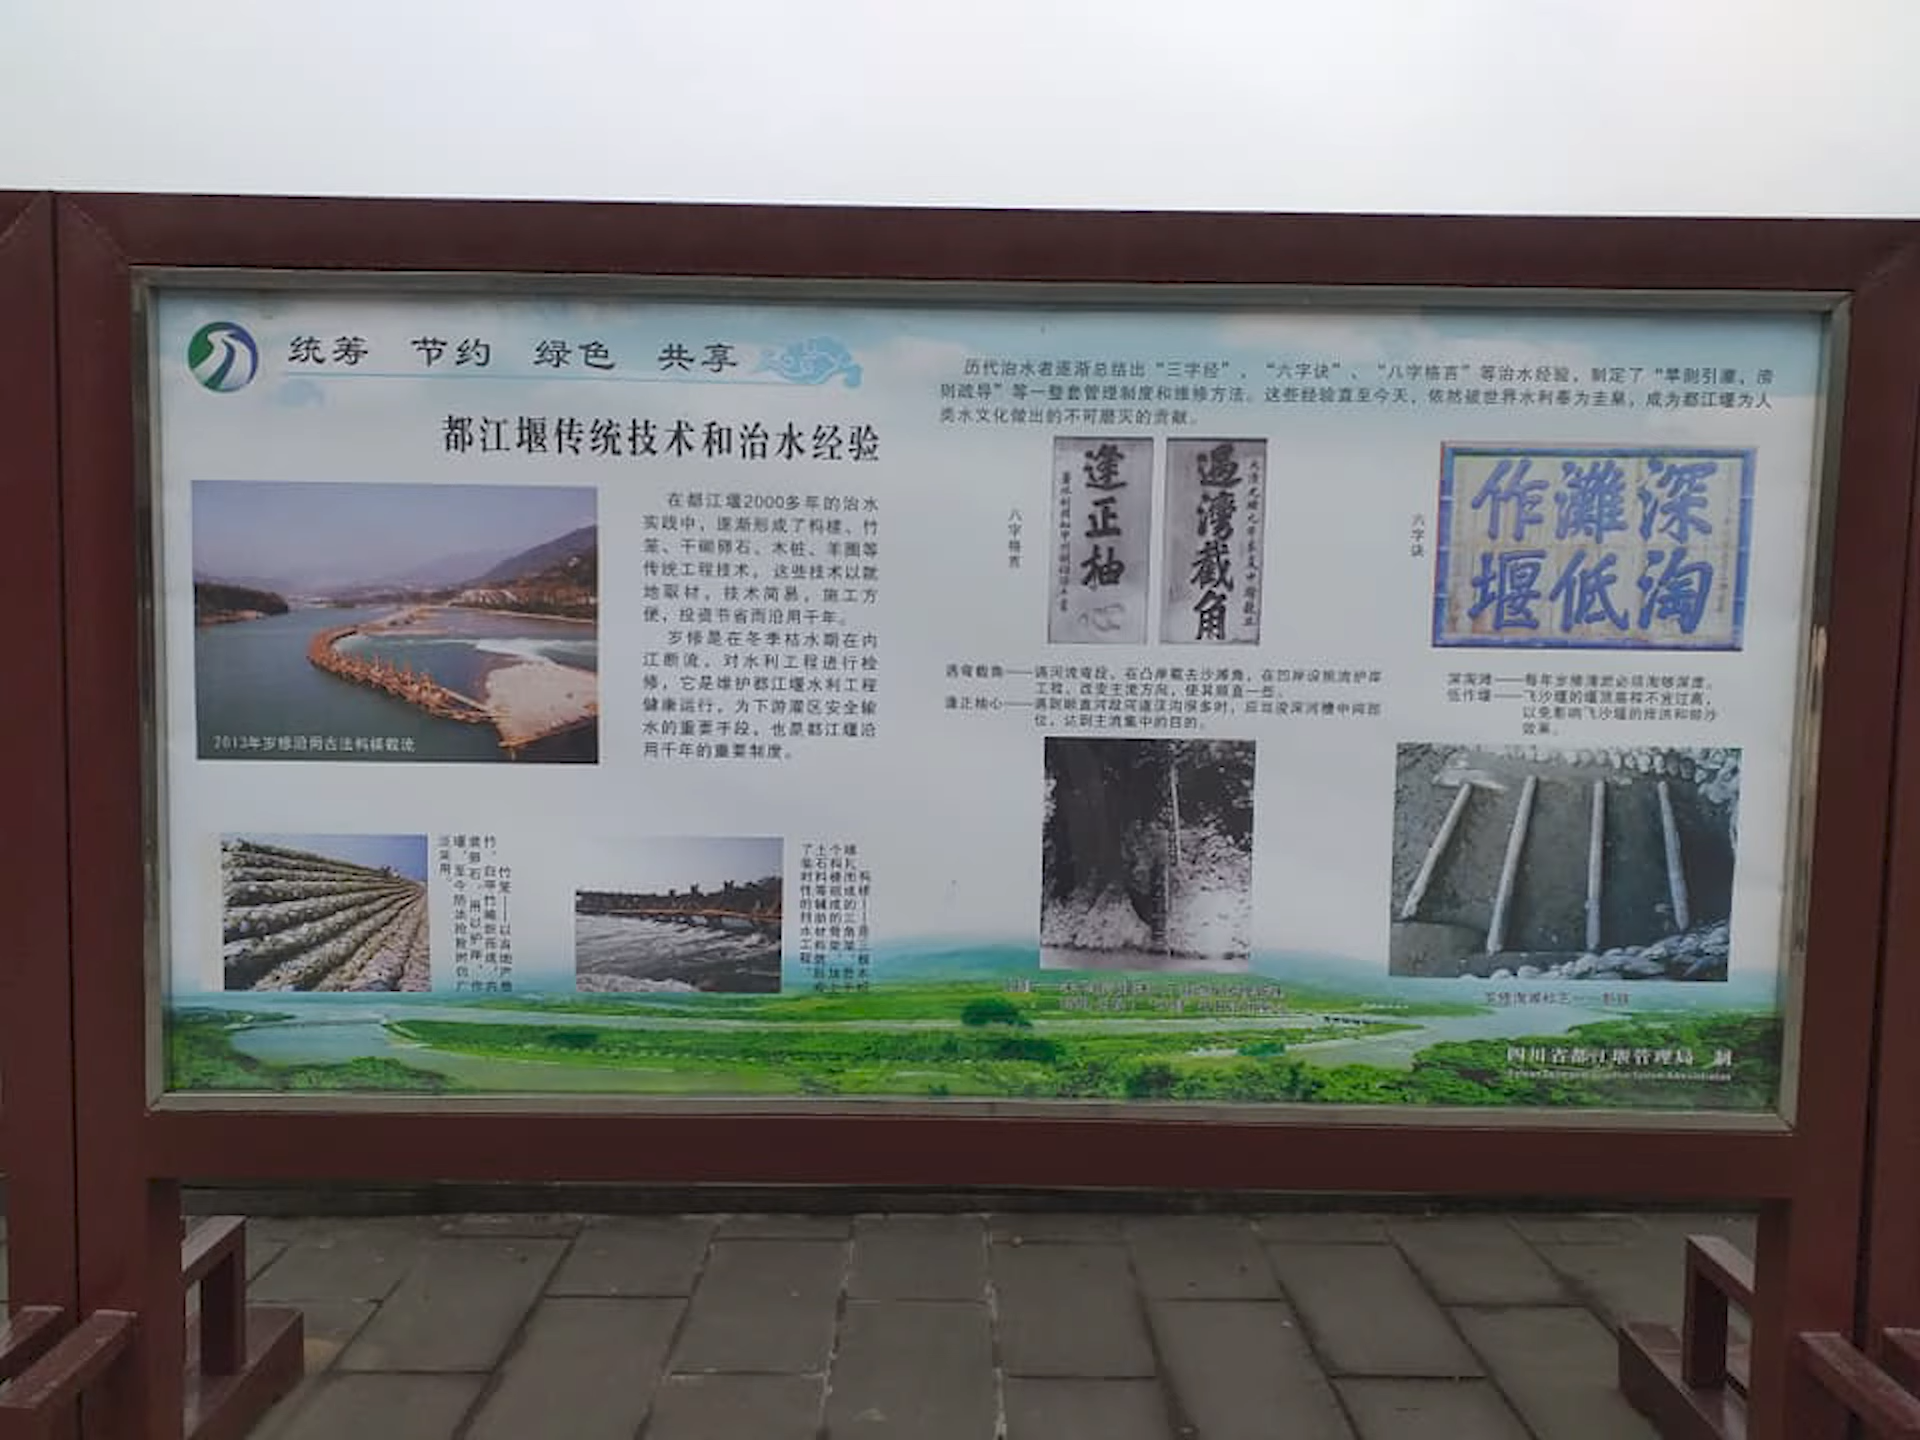 统筹 节约 绿色 共享
都江堰传统技术和治水经验
在都江堰2000多年的治水
实践中，逐渐形成了杩槎、竹
笼、干砌卵石、木桩、羊圈等
传统工程技术。这些技术以就
地取材，技术简易，施工方
便，投资节省而沿用千年。
岁修是在冬季枯水期在内
江断流，对水利工程进行检
修，它是维护都江堰水利工程
健康运行，为下游灌区安全输
水的重要手段，也是都江堰沿
用千年的重要制度。
2013年岁修沿用古法杩槎截流
历代治水者逐渐总结出“三字经”、“六字诀”、“八字格言”等治水经验，制定了“旱则引灌，涝
则疏导”等一整套管理制度和维修方法。这些经验直至今天，依然被世界水利奉为圭臬，成为都江堰为人
类水文化做出的不可磨灭的贡献。
八字格言
遇湾截角
逢正抽心
六字诀
深淘
滩低
作堰
遇弯截角——遇河流弯段，在凸岸截去沙滩角，在凹岸设挑流护岸
工程，改变主流方向，使其顺直一些。
逢正抽心——遇到顺直河段河道汊沟很多时，应当浚深河槽中间部
位，达到主流集中的目的。
深淘滩——每年岁修清淤必须淘够深度。
低作堰——飞沙堰的堰顶高程不宜过高，
以免影响飞沙堰的泄洪和排沙
效果。
岁修淘滩标志——卧铁
四川省都江堰管理局 制